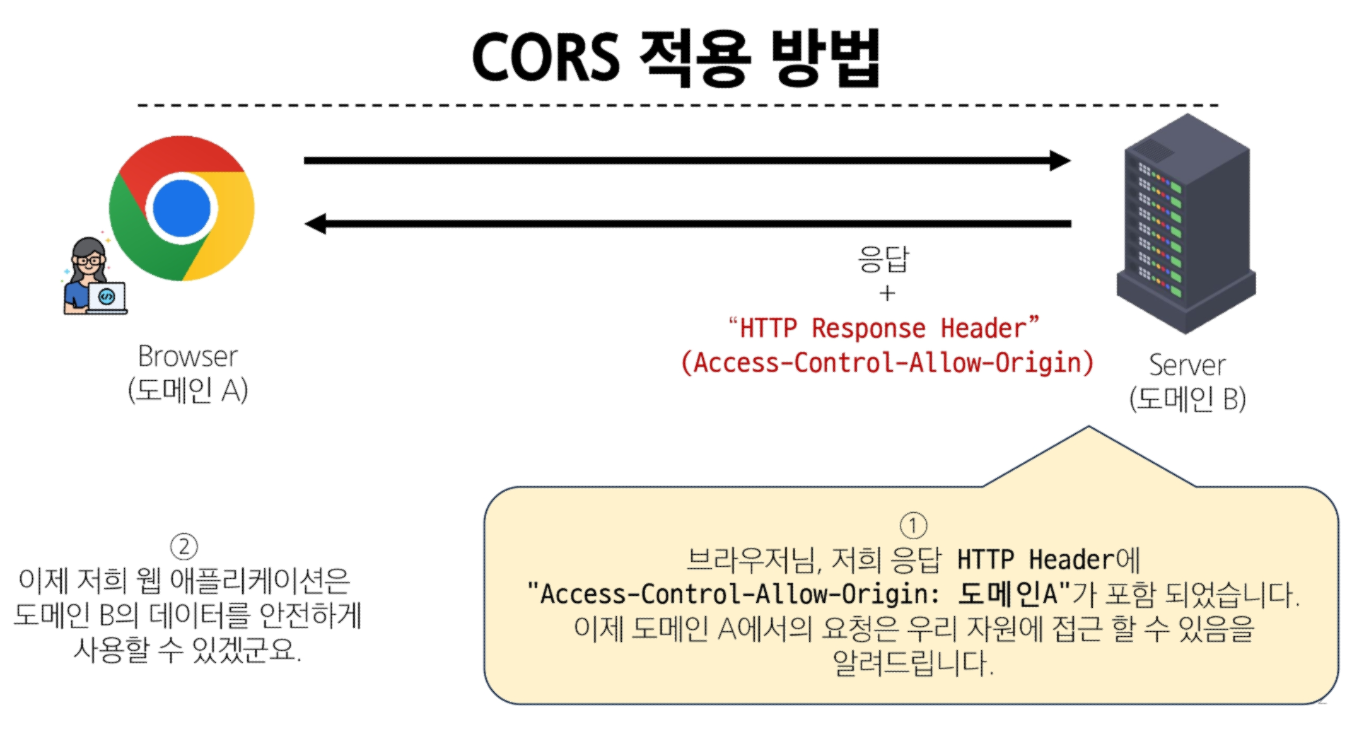 CORS 적용 방법
응답
+
“HTTP Response Header”
(Access-Control-Allow-Origin)
Browser
(도메인 A)
Server
(도메인 B)
①
브라우저님, 저희 응답 HTTP Header에
"Access-Control-Allow-Origin: 도메인A"가 포함 되었습니다.
이제 도메인 A에서의 요청은 우리 자원에 접근 할 수 있음을
알려드립니다.
②
이제 저희 웹 애플리케이션은
도메인 B의 데이터를 안전하게
사용할 수 있겠군요.